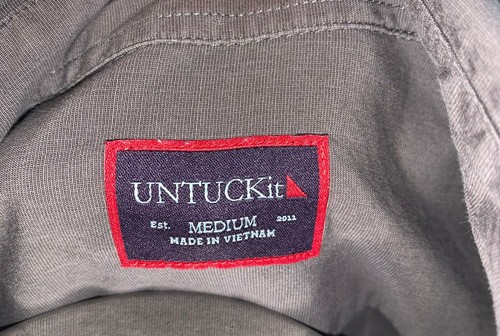 UNTUCKit
Est. MEDIUM 2011
MADE IN VIETNAM